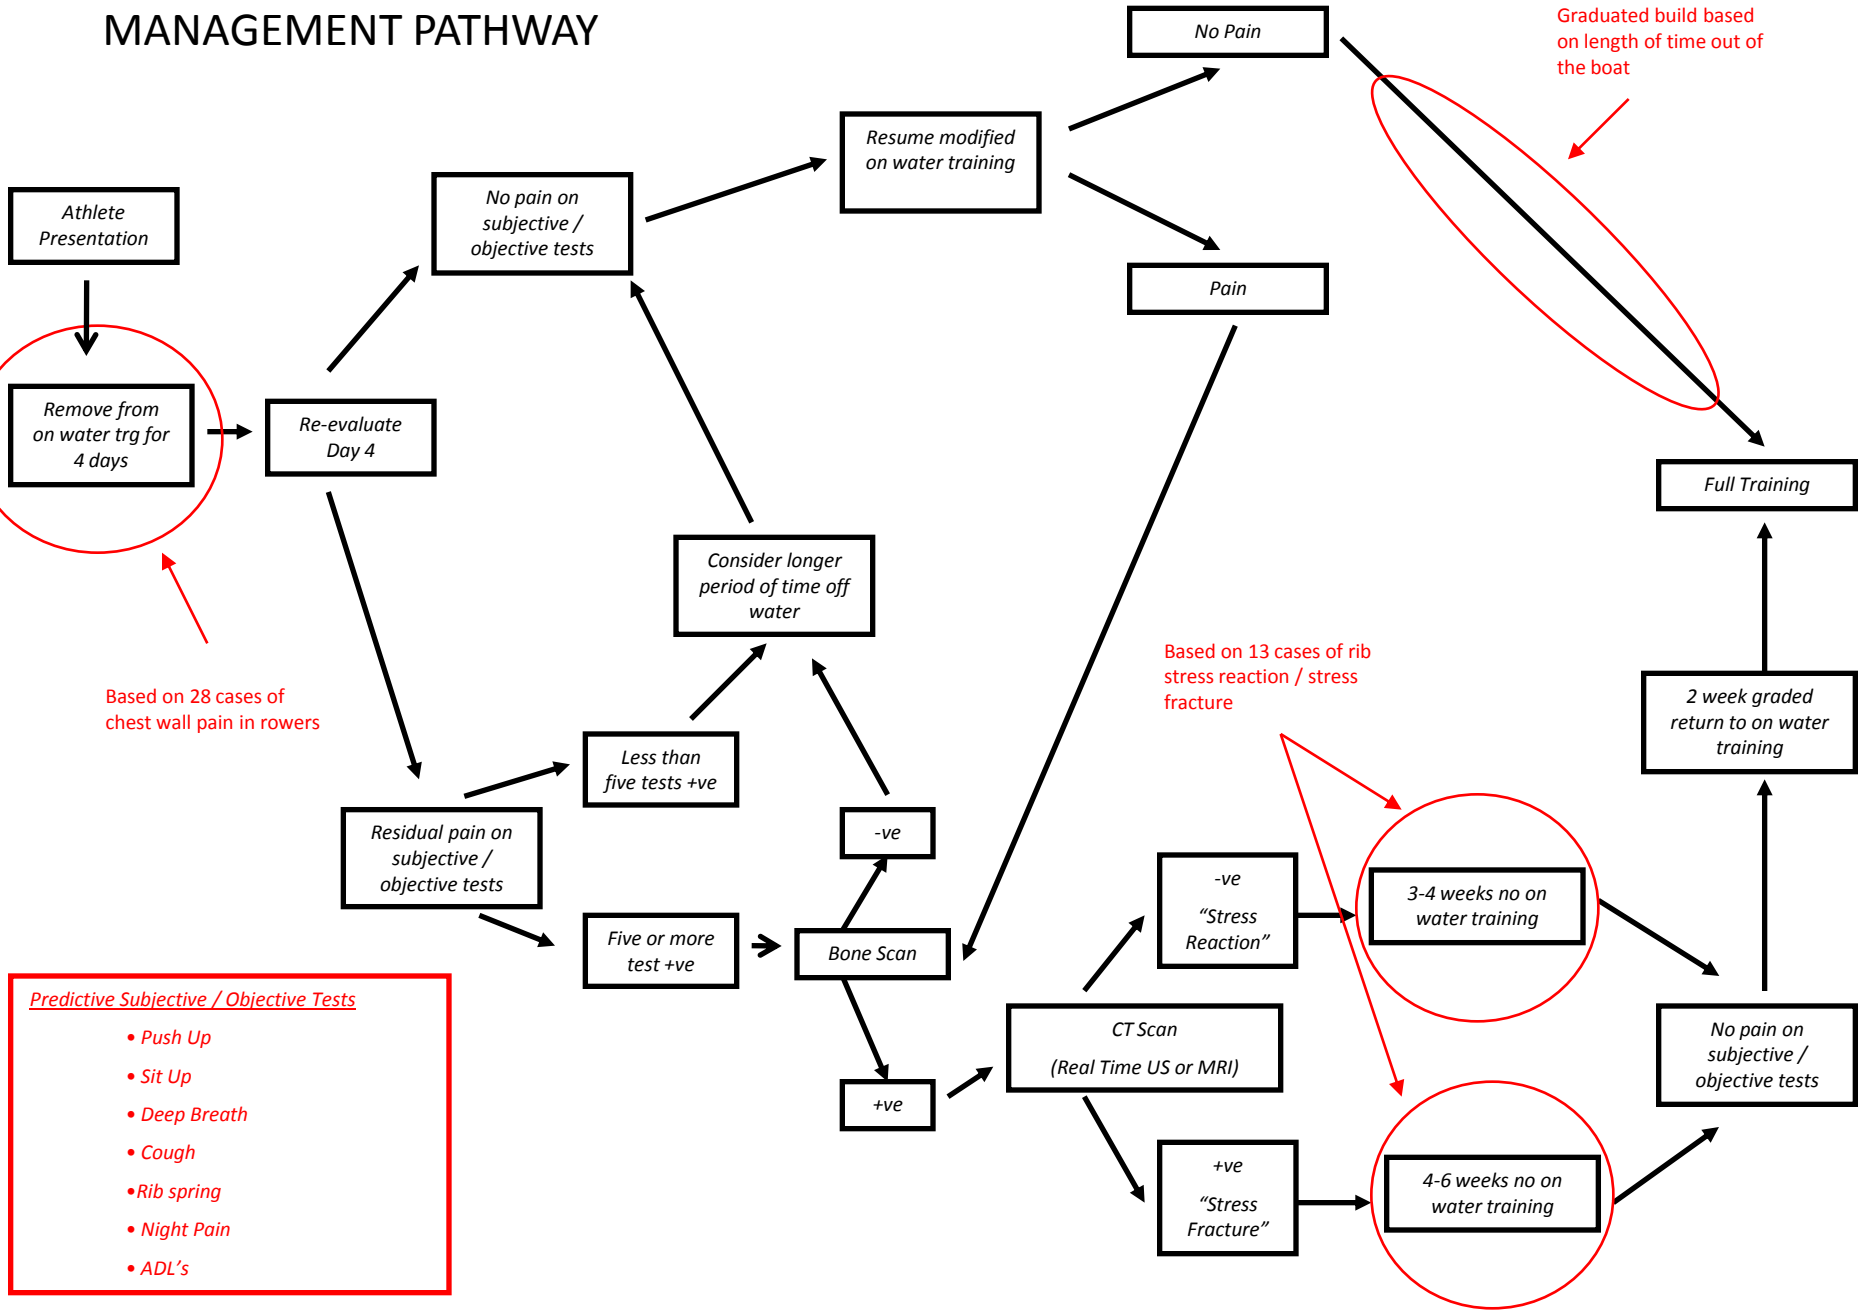 MANAGEMENT PATHWAY
No Pain
Graduated build based
on length of time out of
the boat
Resume modified
on water training
Athlete
Presentation
No pain on
subjective /
objective tests
Pain
Remove from
on water trg for
4 days
Re-evaluate
Day 4
Full Training
Consider longer
period of time off
water
Based on 28 cases of
chest wall pain in rowers
Based on 13 cases of rib
stress reaction / stress
fracture
2 week graded
return to on water
training
Less than
five tests +ve
Residual pain on
subjective /
objective tests
-ve
-ve
“Stress
Reaction”
3-4 weeks no on
water training
Five or more
test +ve
Bone Scan
CT Scan
(Real Time US or MRI)
No pain on
subjective /
objective tests
+ve
+ve
“Stress
Fracture”
4-6 weeks no on
water training
Predictive Subjective / Objective Tests
• Push Up
• Sit Up
• Deep Breath
• Cough
•Rib spring
• Night Pain
• ADL’s